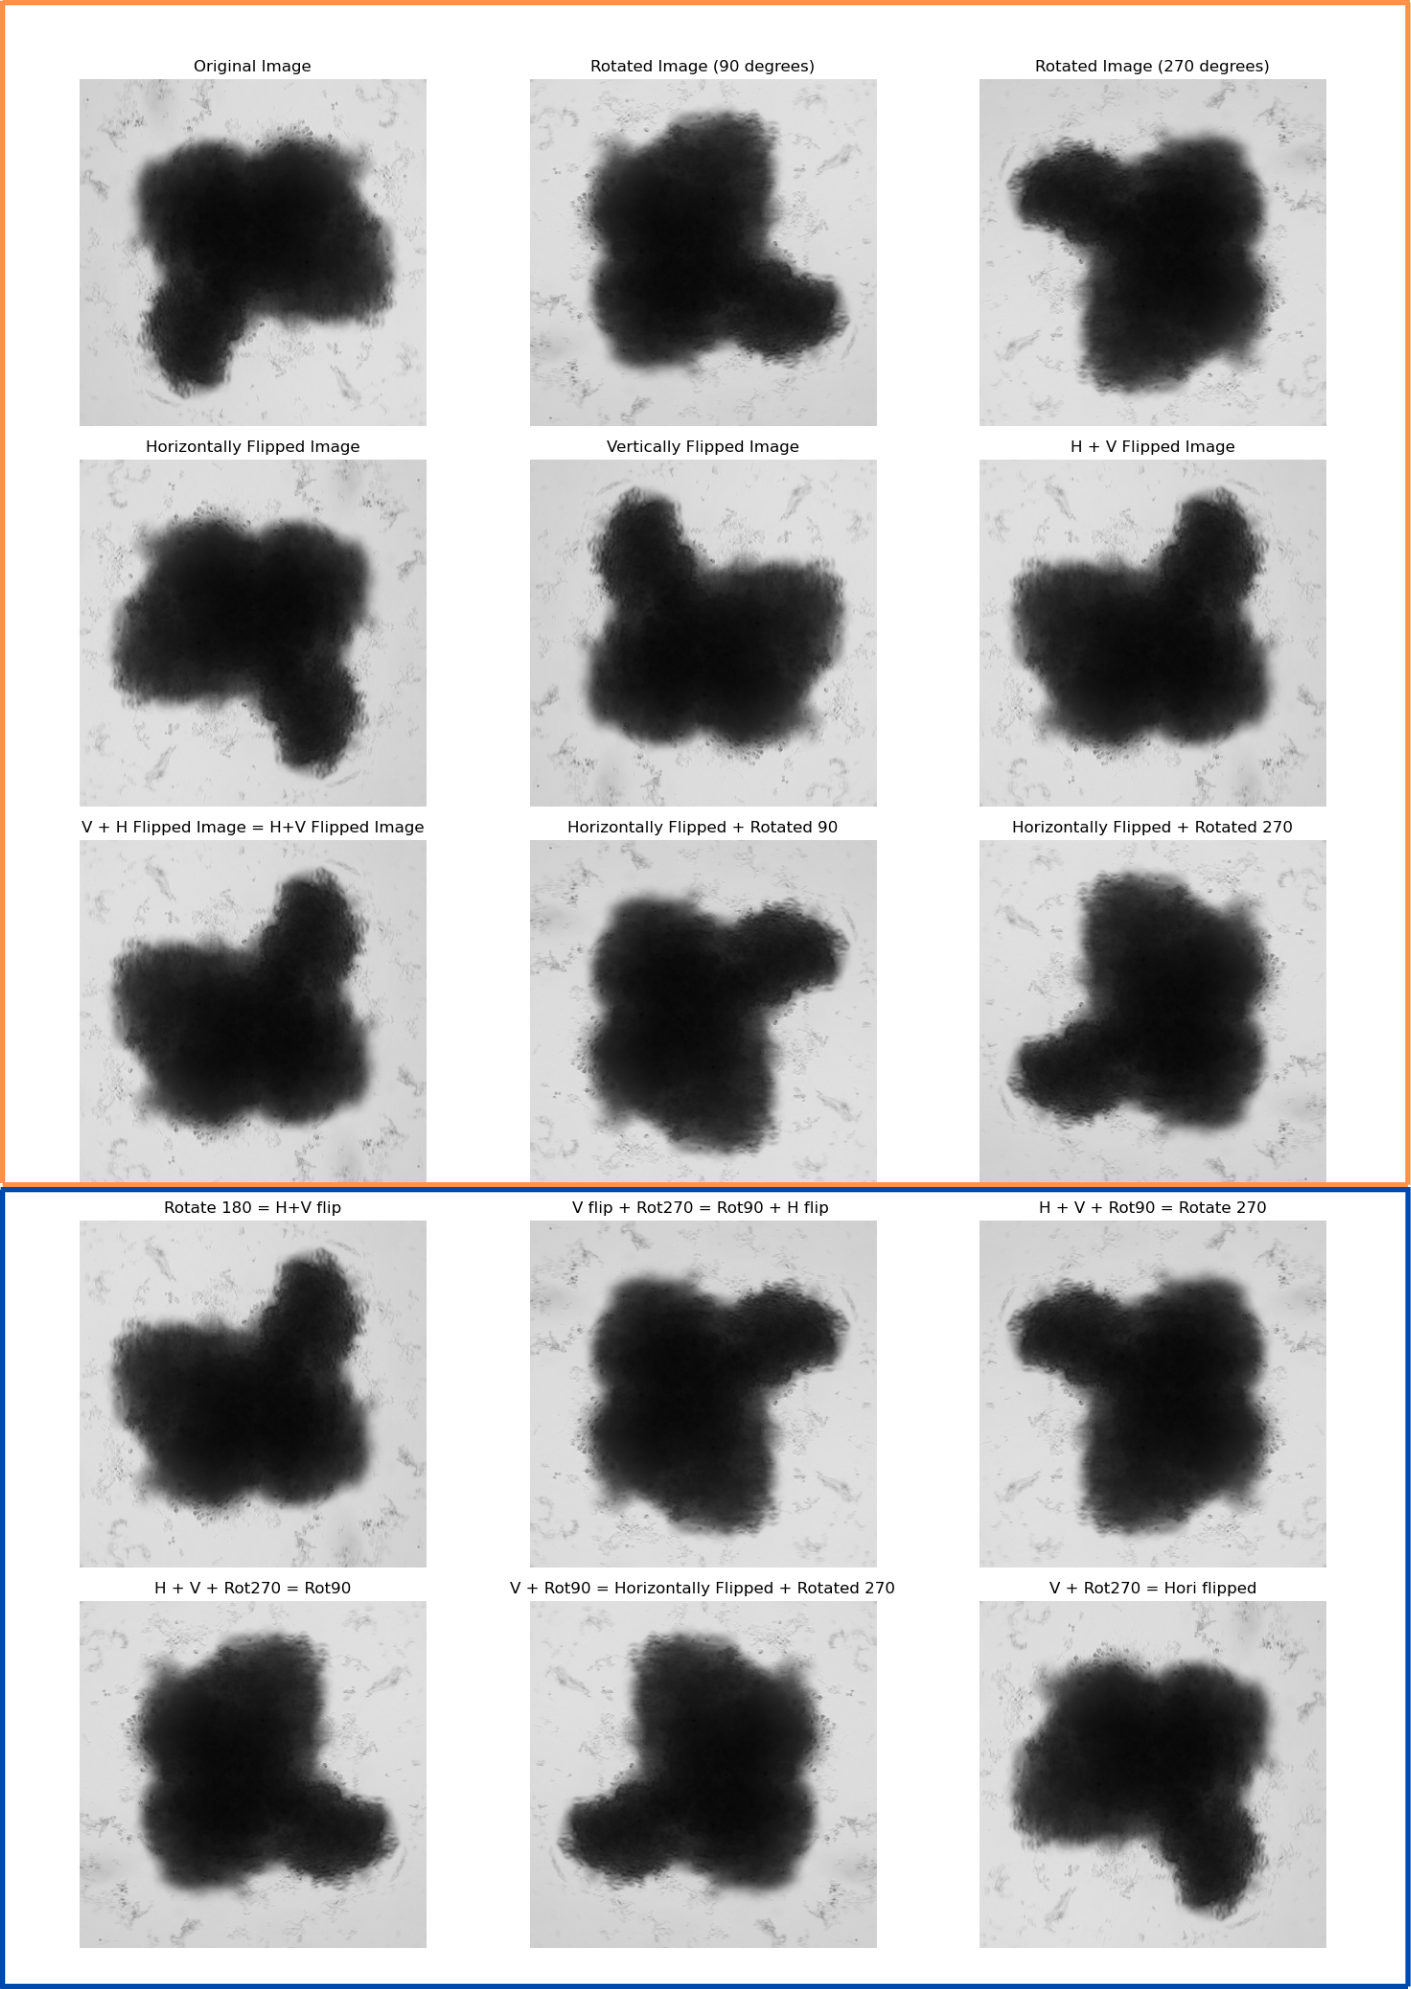 Original Image
Rotated Image (90 degrees)
Rotated Image (270 degrees)
Horizontally Flipped Image
Vertically Flipped Image
H + V Flipped Image
V + H Flipped Image = H+V Flipped Image
Horizontally Flipped + Rotated 90
Horizontally Flipped + Rotated 270
Rotate 180 = H+V flip
V flip + Rot270 = Rot90 + H flip
H + V + Rot90 = Rotate 270
H + V + Rot270 = Rot90
V + Rot90 = Horizontally Flipped + Rotated 270
V + Rot270 = Hori flipped